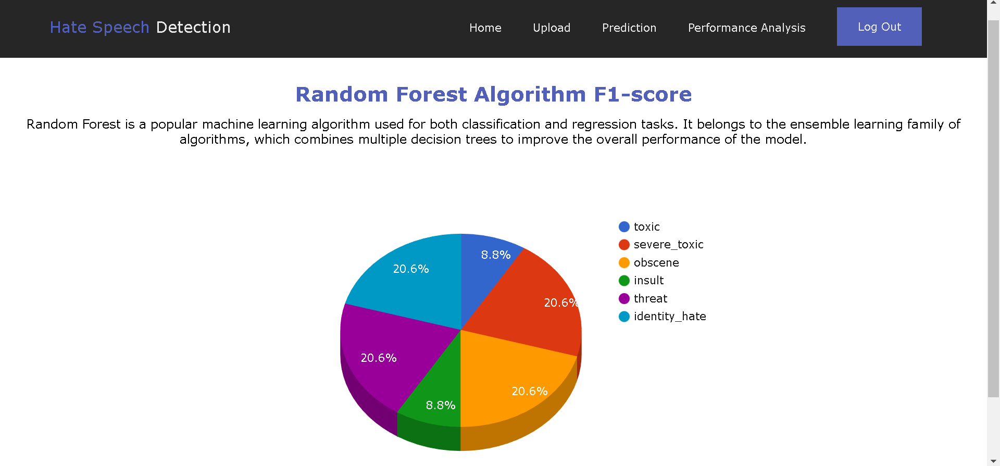 Hate Speech Detection
Home
Upload
Prediction
Performance Analysis
Log Out
Random Forest Algorithm F1-score
Random Forest is a popular machine learning algorithm used for both classification and regression tasks. It belongs to the ensemble learning family of
algorithms, which combines multiple decision trees to improve the overall performance of the model.
toxic
severe_toxic
obscene
insult
threat
identity_hate
8.8%
20.6%
20.6%
20.6%
20.6%
8.8%